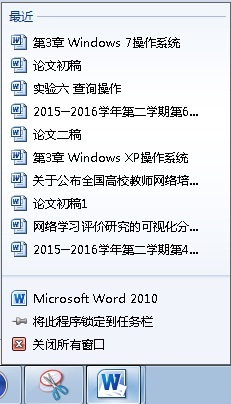 最近
第3章 Windows 7操作系统
论文初稿
实验六 查询操作
2015—2016学年第二学期第6...
论文二稿
第3章 Windows XP操作系统
关于公布全国高校教师网络培...
论文初稿1
网络学习评价研究的可视化分...
2015—2016学年第二学期第4...
Microsoft Word 2010
将此程序锁定到任务栏
关闭所有窗口